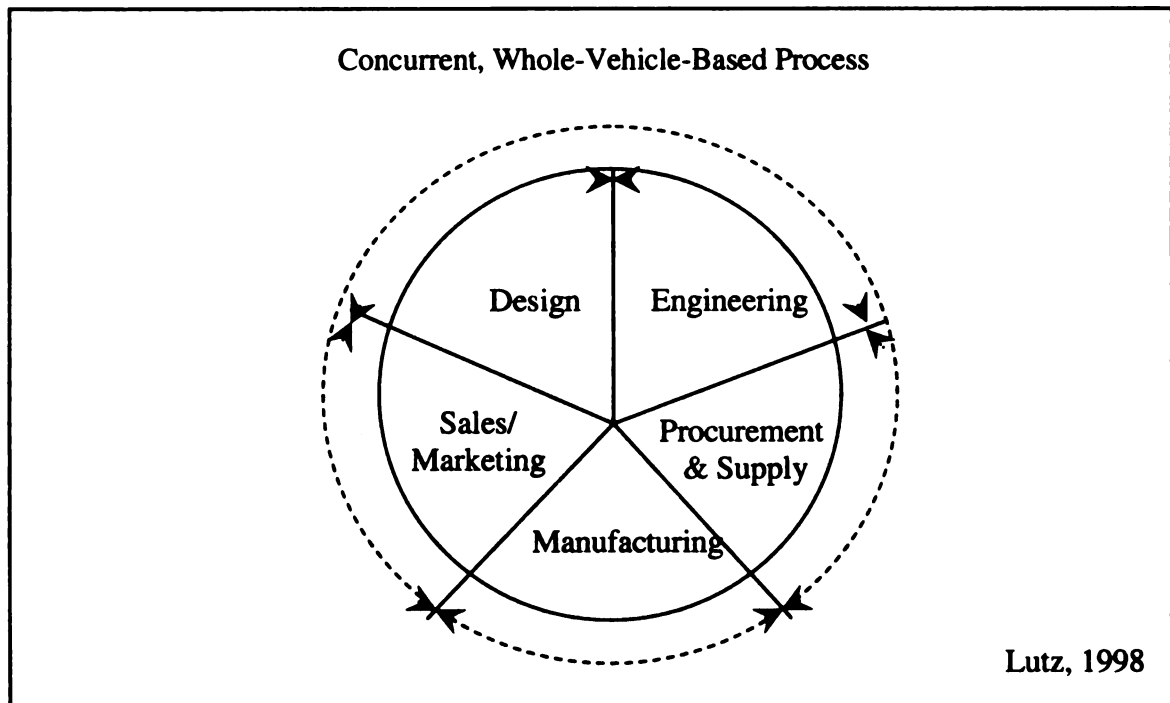 Concurrent, Whole-Vehicle-Based Process
Design
Engineering
Sales/
Marketing
Procurement
& Supply
Manufacturing
Lutz, 1998